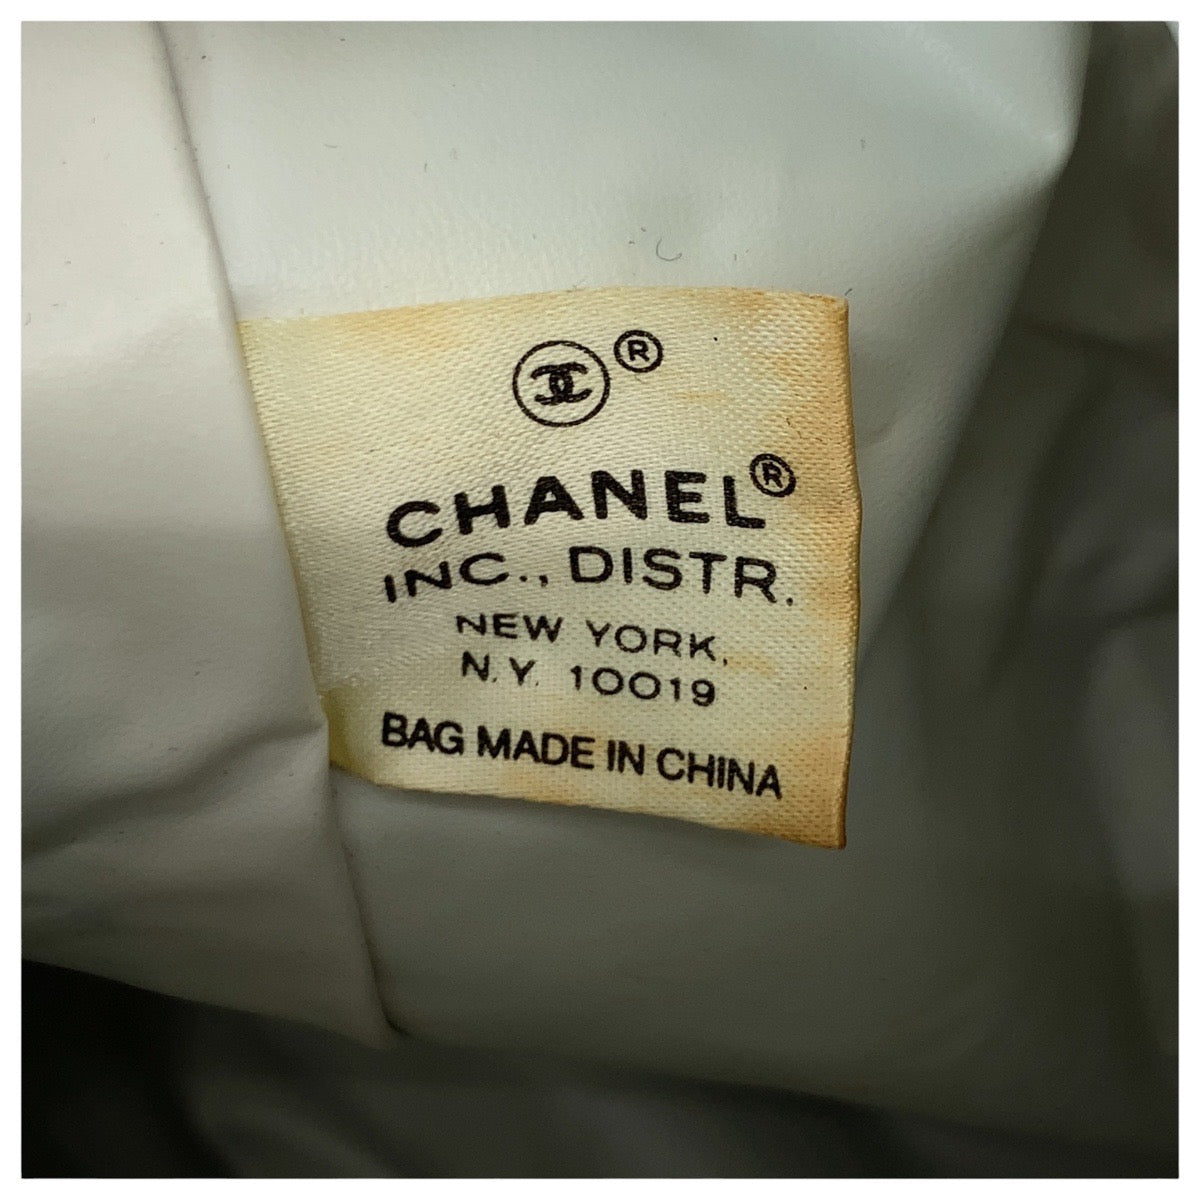 ®
CHANEL®
INC., DISTR.
NEW YORK,
N.Y. 10019
BAG MADE IN CHINA